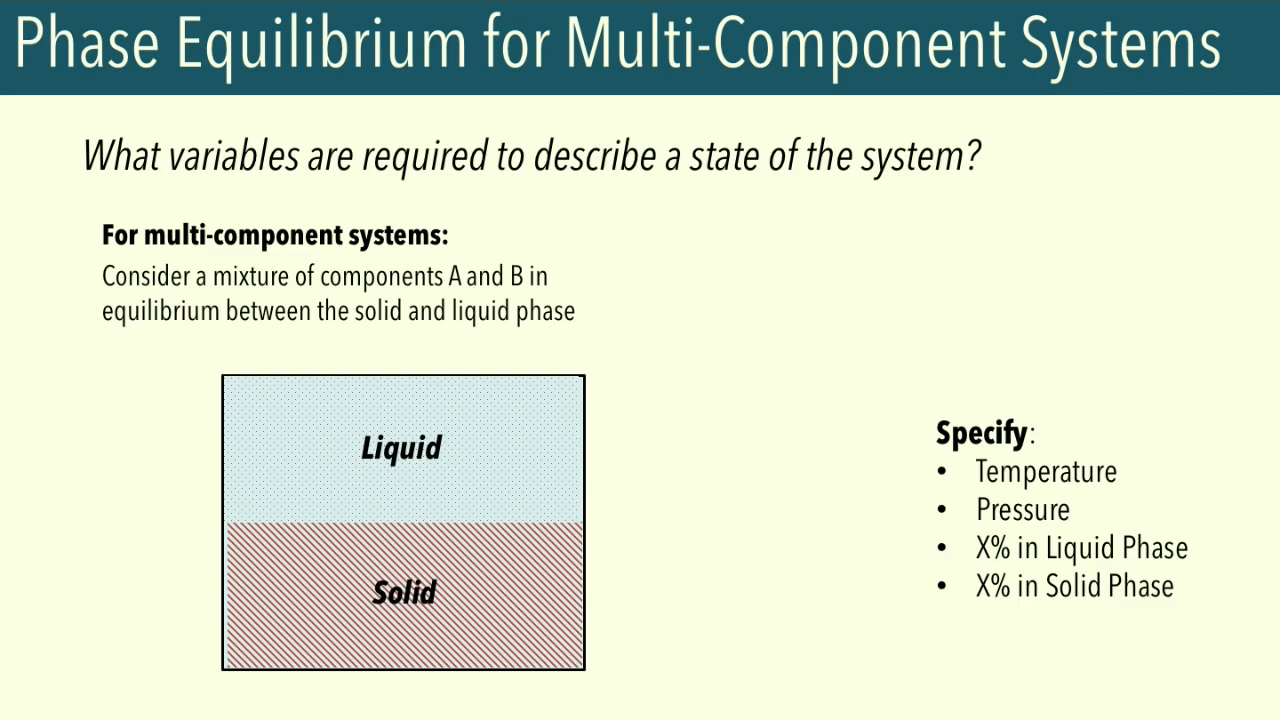 Phase Equilibrium for Multi-Component Systems
What variables are required to describe a state of the system?
For multi-component systems:
Consider a mixture of components A and B in
equilibrium between the solid and liquid phase
Liquid
Solid
Specify:
• Temperature
• Pressure
• X% in Liquid Phase
• X% in Solid Phase